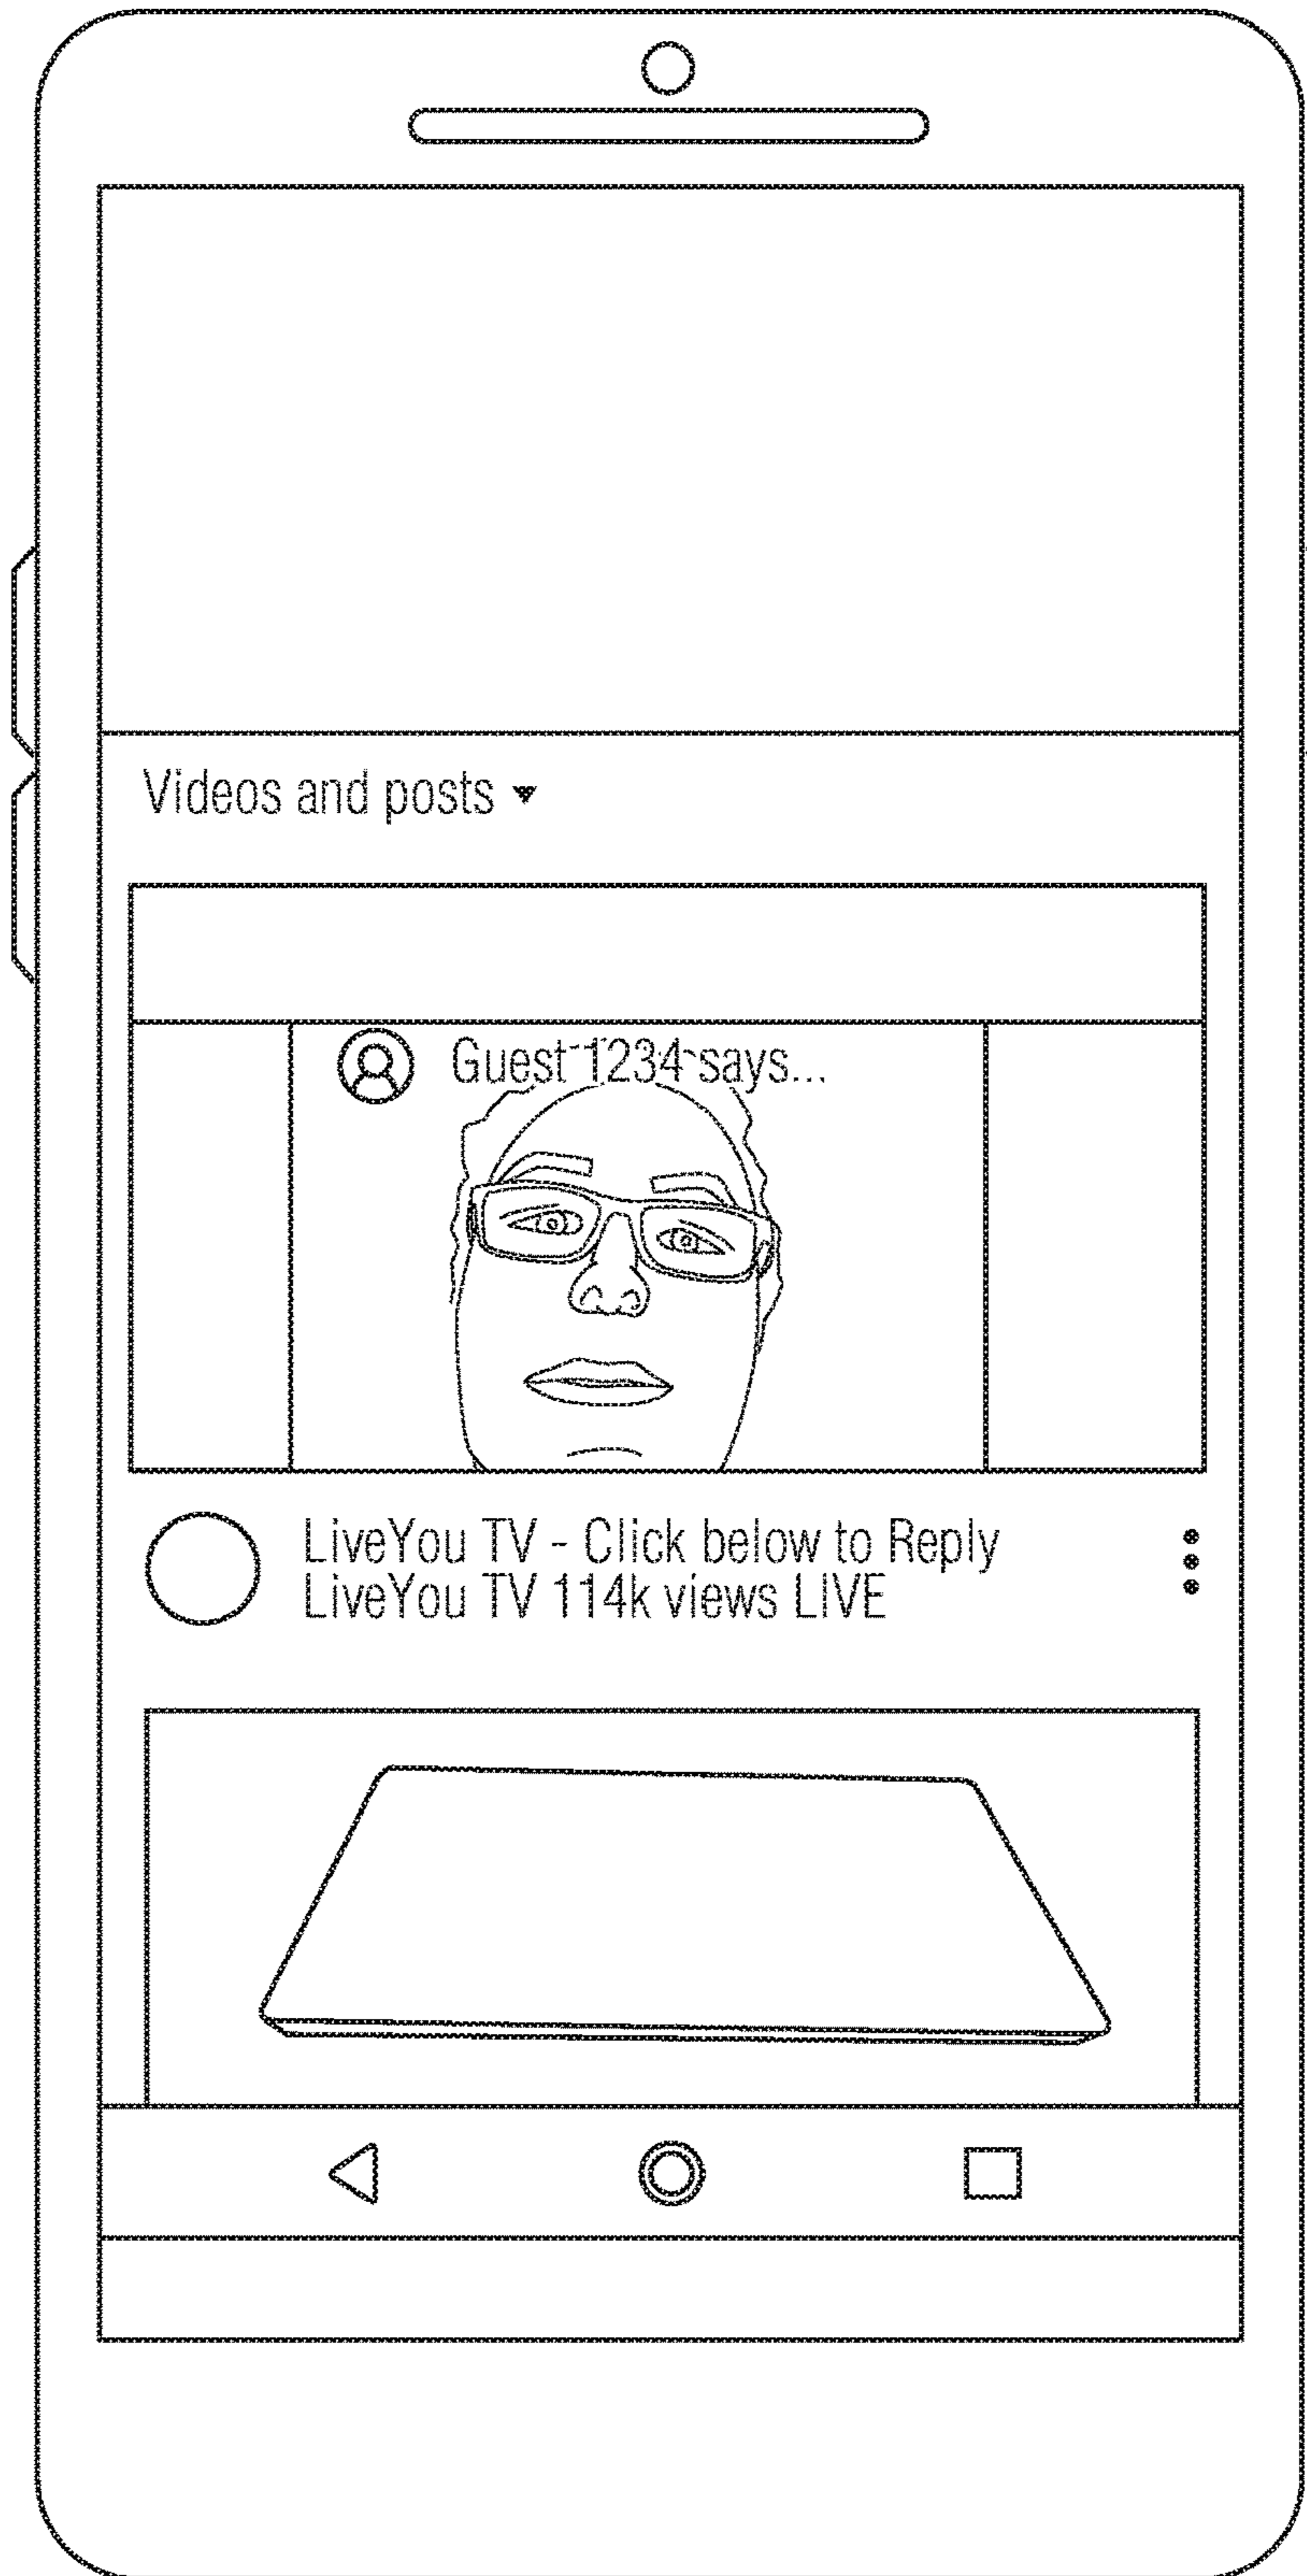 Videos and posts
Guest 1234 says...
LiveYou TV - Click below to Reply
LiveYou TV 114k views LIVE